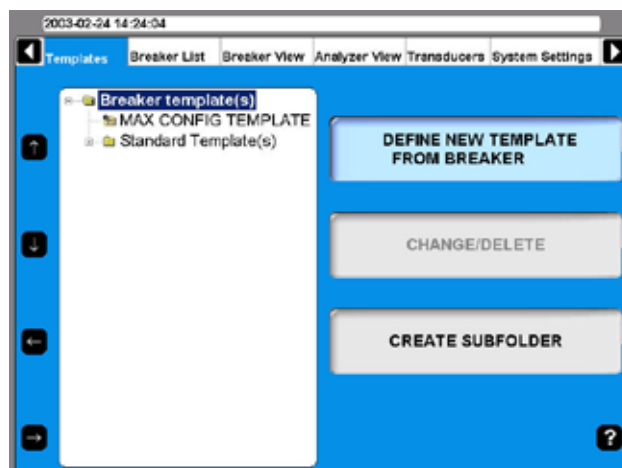 2003-02-24 14:24:04
Templates Breaker List Breaker View Analyzer View Transducers System Settings
Breaker template(s)
MAX CONFIG TEMPLATE
Standard Template(s)
DEFINE NEW TEMPLATE
FROM BREAKER
CHANGE/DELETE
CREATE SUBFOLDER
?